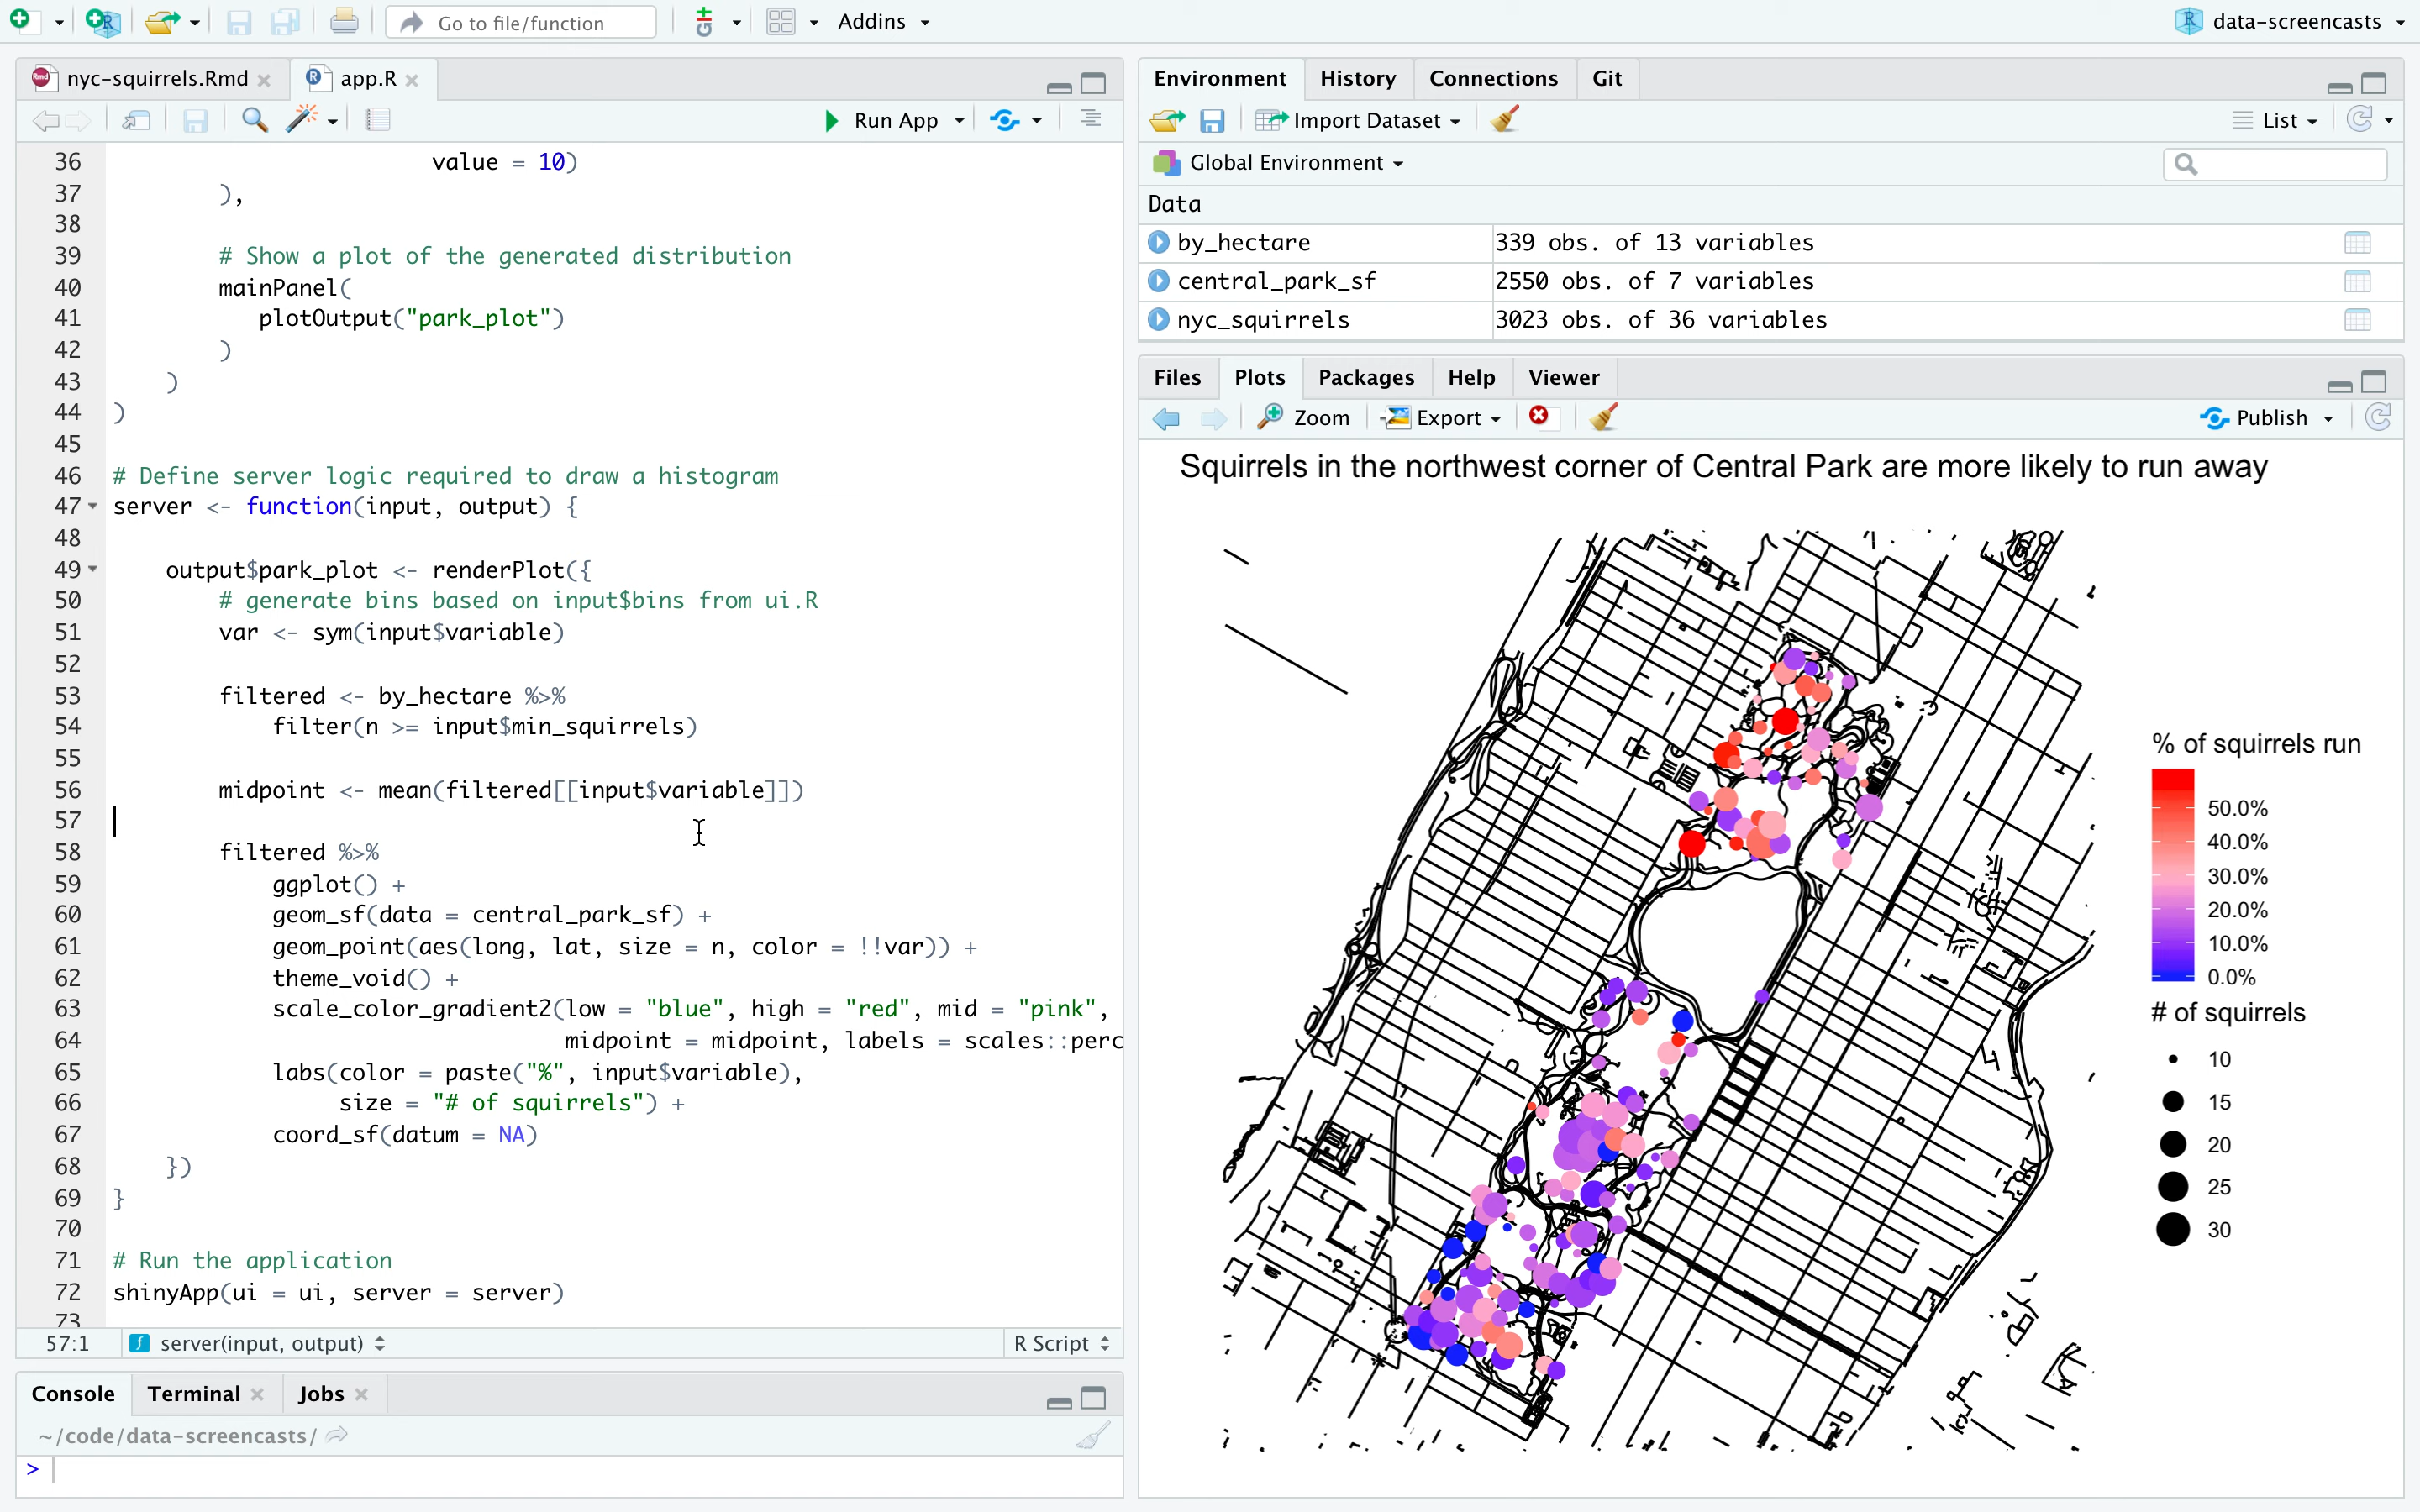 Go to file/function
Addins
data-screencasts
nyc-squirrels.Rmd
app.R
Run App
36 value = 10)
37 ),
38
39 # Show a plot of the generated distribution
40 mainPanel(
41 plotOutput("park_plot")
42 )
43 )
44 )
45
46 # Define server logic required to draw a histogram
47 server <- function(input, output) {
48
49 output$park_plot <- renderPlot({
50 # generate bins based on input$bins from ui.R
51 var <- sym(input$variable)
52
53 filtered <- by_hectare %>%
54 filter(n >= input$min_squirrels)
55
56 midpoint <- mean(filtered[[input$variable]])
57
58 filtered %>%
59 ggplot() +
60 geom_sf(data = central_park_sf) +
61 geom_point(aes(long, lat, size = n, color = !!var)) +
62 theme_void() +
63 scale_color_gradient2(low = "blue", high = "red", mid = "pink",
64 midpoint = midpoint, labels = scales::perc
65 labs(color = paste("%", input$variable),
66 size = "# of squirrels") +
67 coord_sf(datum = NA)
68 })
69 }
70
71 # Run the application
72 shinyApp(ui = ui, server = server)
73
57:1 server(input, output) R Script
Console Terminal Jobs
~/code/data-screencasts/
>
Environment History Connections Git
Import Dataset List
Global Environment
Data
by_hectare 339 obs. of 13 variables
central_park_sf 2550 obs. of 7 variables
nyc_squirrels 3023 obs. of 36 variables
Files Plots Packages Help Viewer
Zoom Export Publish
Squirrels in the northwest corner of Central Park are more likely to run away
% of squirrels run
50.0%
40.0%
30.0%
20.0%
10.0%
0.0%
# of squirrels
10
15
20
25
30